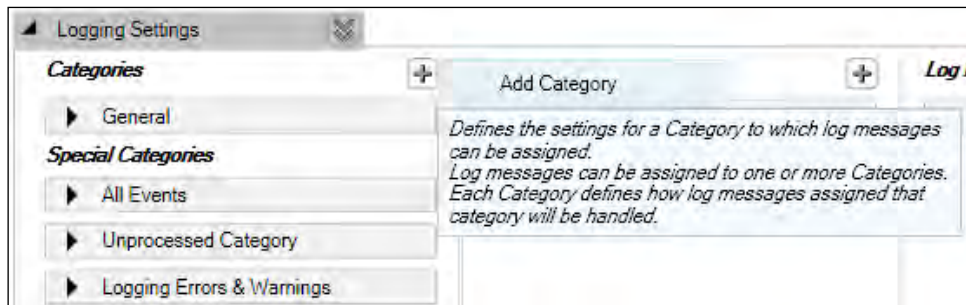 Logging Settings
Categories
Add Category
Log
General
Defines the settings for a Category to which log messages
can be assigned.
Log messages can be assigned to one or more Categories.
Each Category defines how log messages assigned that
category will be handled.
Special Categories
All Events
Unprocessed Category
Logging Errors & Warnings